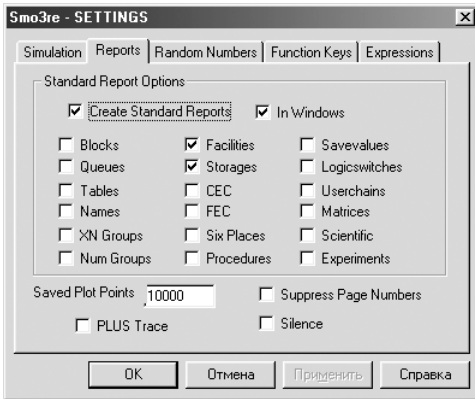 Smo3re - SETTINGS
Simulation Reports Random Numbers Function Keys Expressions
Standard Report Options
Create Standard Reports In Windows
Blocks Facilities Savevalues
Queues Storages Logicswitches
Tables CEC Userchains
Names FEC Matrices
XN Groups Six Places Scientific
Num Groups Procedures Experiments
Saved Plot Points 10000 Suppress Page Numbers
PLUS Trace Silence
OK Отмена Применить Справка